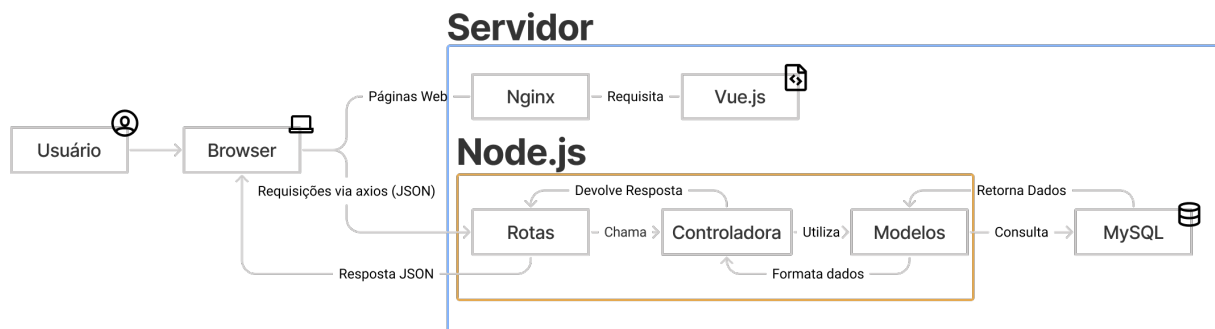 Servidor
Páginas Web
Nginx
Requisita
Vue.js
Usuário
Browser
Node.js
Requisições via axios (JSON)
Devolve Resposta
Retorna Dados
Rotas
Chama
Controladora
Utiliza
Modelos
Consulta
MySQL
Resposta JSON
Formata dados